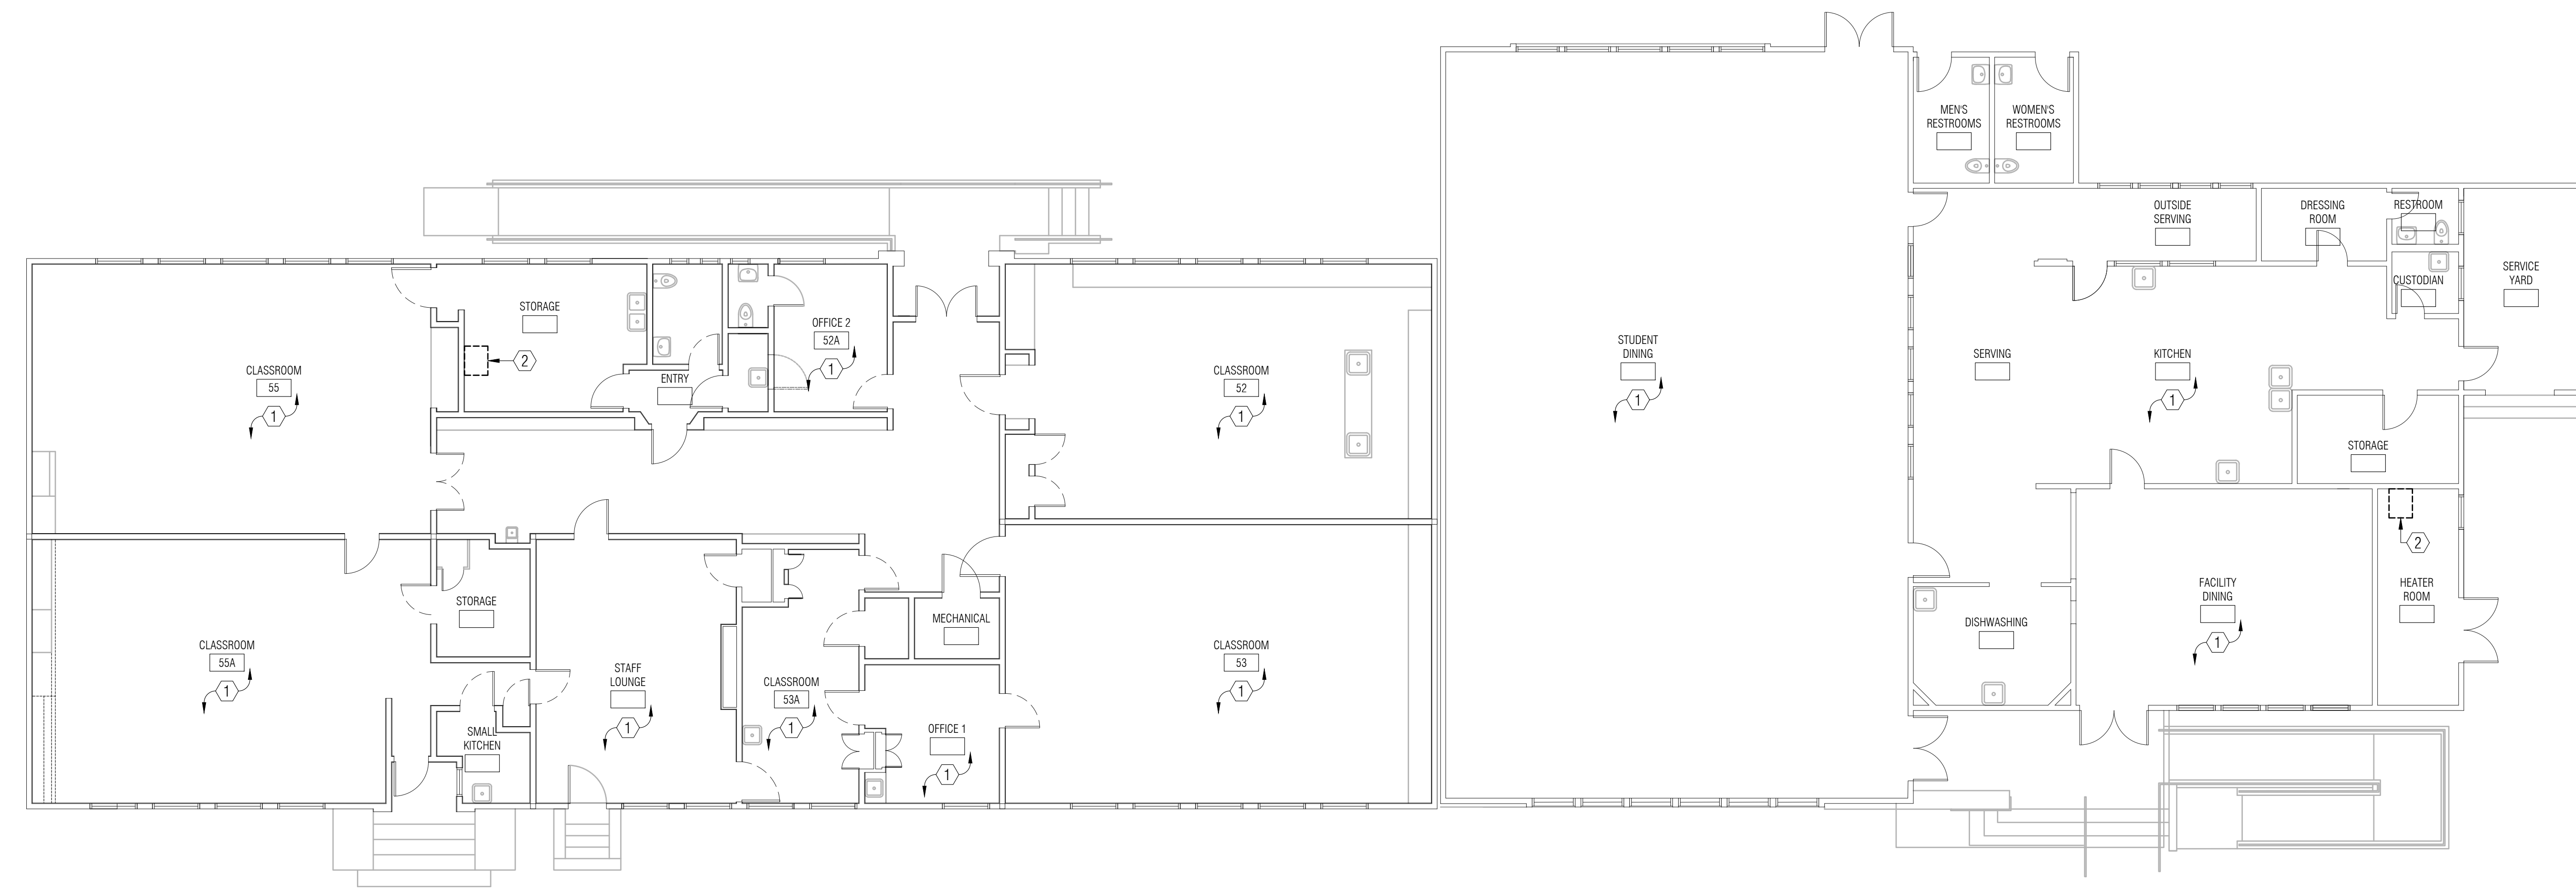 MEN'S
RESTROOMS
WOMEN'S
RESTROOMS
OUTSIDE
SERVING
DRESSING
ROOM
RESTROOM
SERVICE
YARD
CUSTODIAN
STORAGE
2
OFFICE 2
52A
1
ENTRY
CLASSROOM
55
1
CLASSROOM
52
1
STUDENT
DINING
1
SERVING
KITCHEN
1
STORAGE
2
HEATER
ROOM
FACILITY
DINING
1
DISHWASHING
STORAGE
MECHANICAL
CLASSROOM
55A
1
STAFF
LOUNGE
1
CLASSROOM
53A
1
CLASSROOM
53
1
OFFICE 1
1
SMALL
KITCHEN